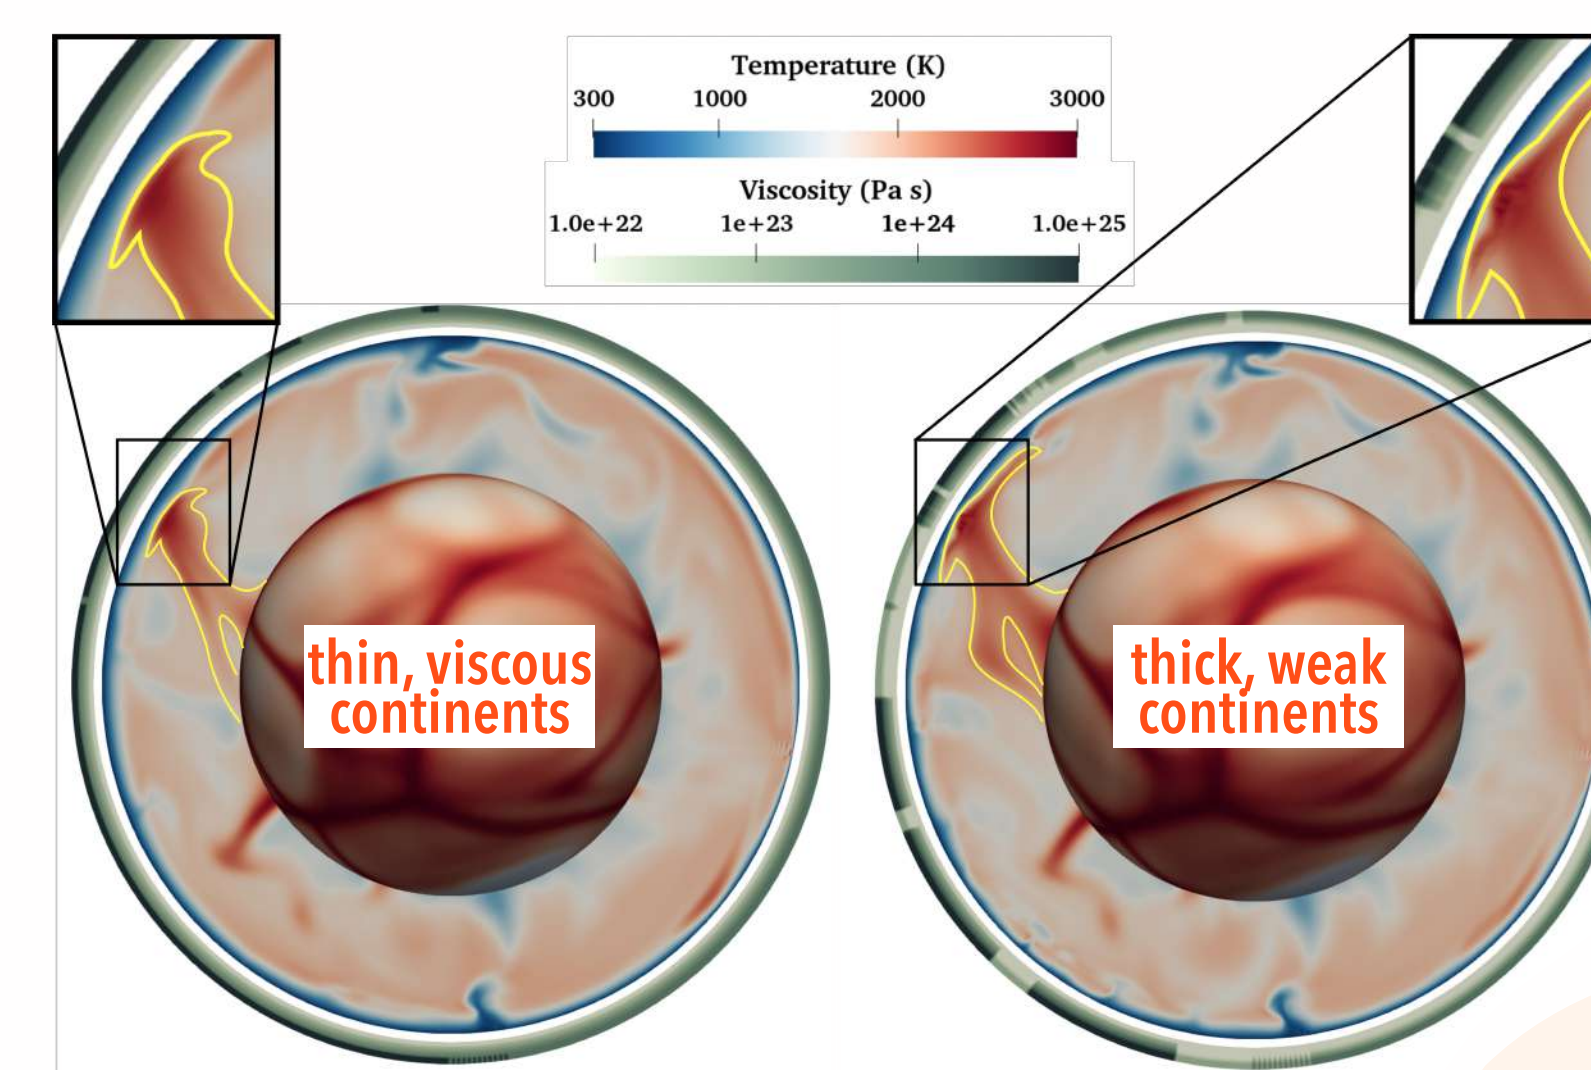 Temperature (K)
300 1000 2000 3000
Viscosity (Pa s)
1.0e+22 1e+23 1e+24 1.0e+25
thin, viscous
continents
thick, weak
continents